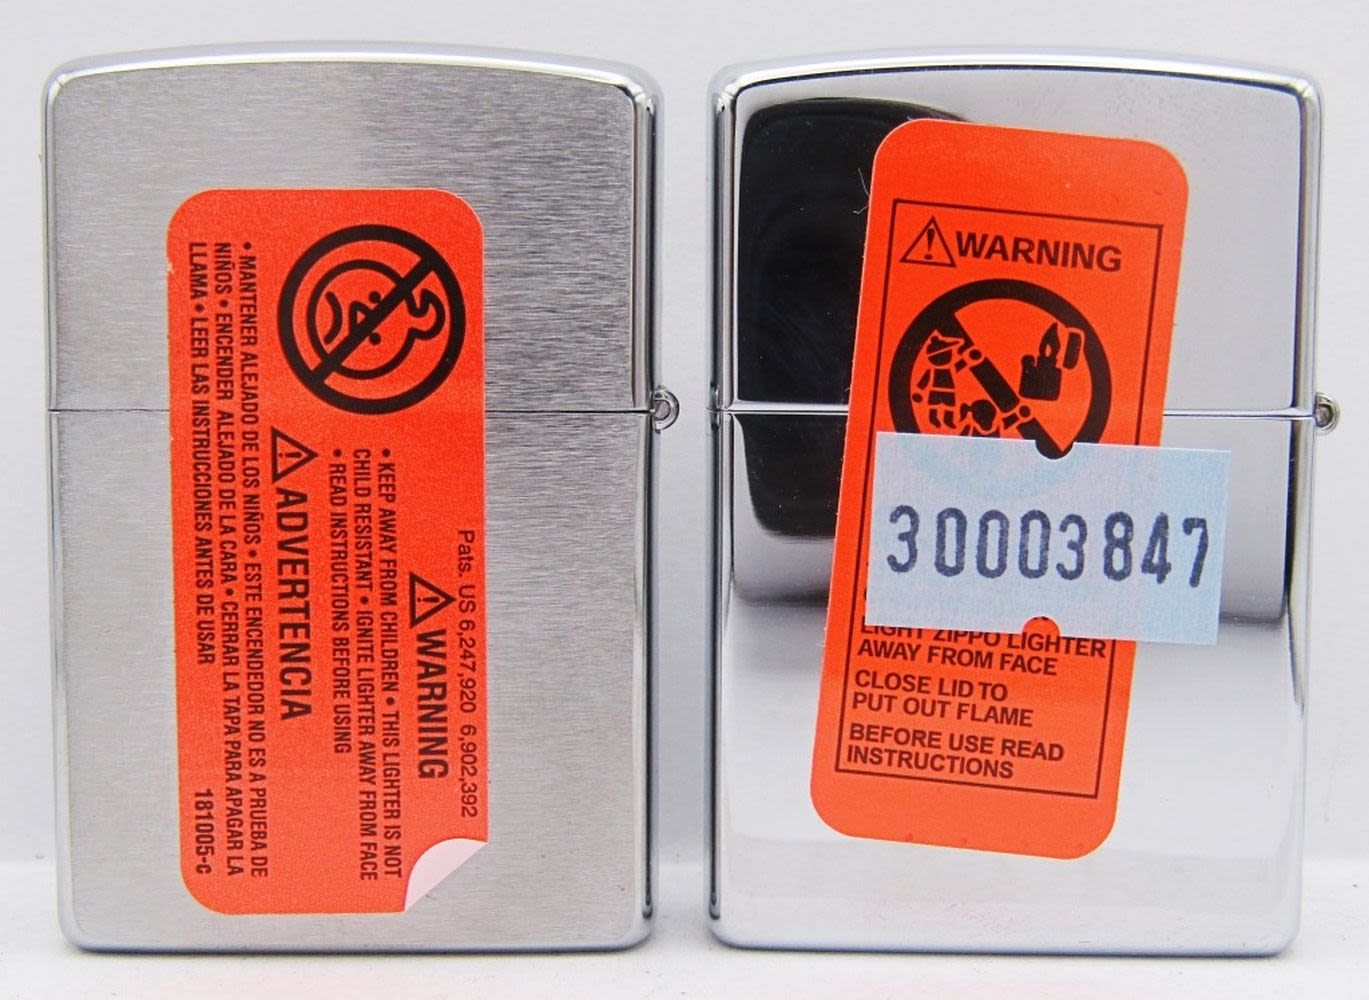 Pats. US 6,247,920 6,902,392
⚠WARNING
• KEEP AWAY FROM CHILDREN • THIS LIGHTER IS NOT
CHILD RESISTANT • IGNITE LIGHTER AWAY FROM FACE
• READ INSTRUCTIONS BEFORE USING
⚠ADVERTENCIA
• MANTENER ALEJADO DE LOS NIÑOS • ESTE ENCENDEDOR NO ES A PRUEBA DE
NIÑOS • ENCENDER ALEJADO DE LA CARA • CERRAR LA TAPA PARA APAGAR LA
LLAMA • LEER LAS INSTRUCCIONES ANTES DE USAR 181005-c
⚠WARNING
30003847
LIGHT ZIPPO LIGHTER
AWAY FROM FACE
CLOSE LID TO
PUT OUT FLAME
BEFORE USE READ
INSTRUCTIONS